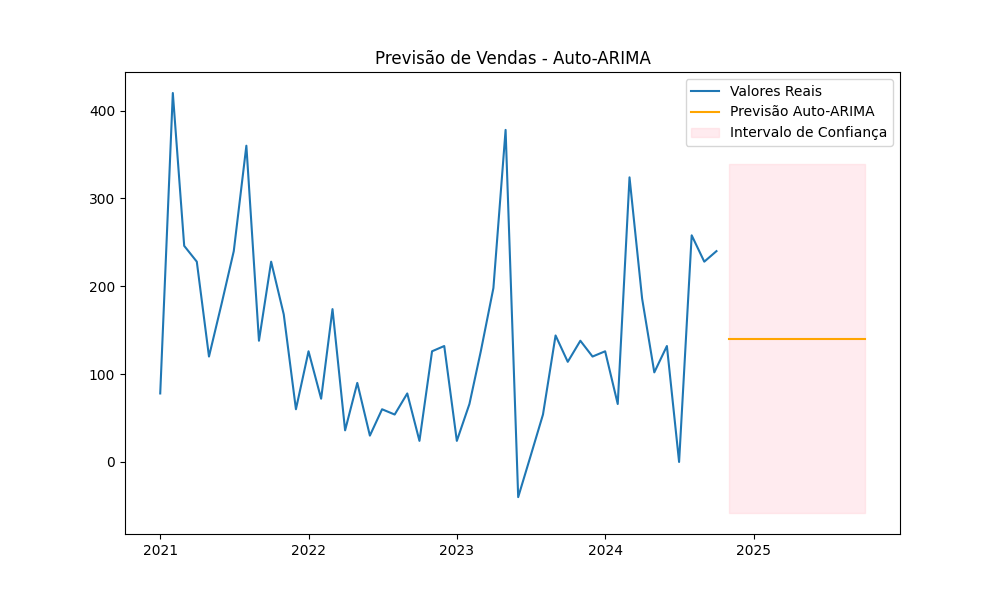 Previsão de Vendas - Auto-ARIMA
Valores Reais
Previsão Auto-ARIMA
Intervalo de Confiança
400
300
200
100
0
2021
2022
2023
2024
2025